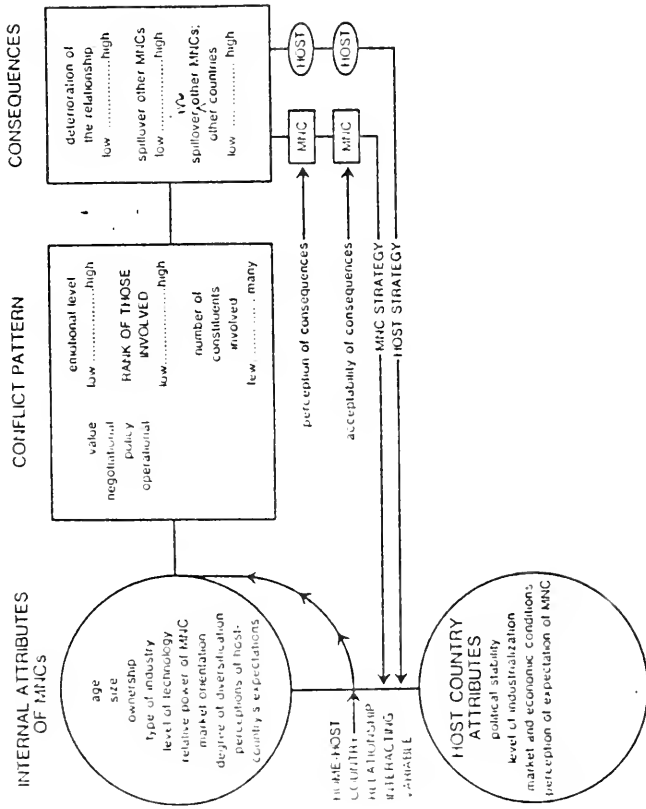 INTERNAL ATTRIBUTES
OF MNCs
age
size
ownership
type of industry
level of technology
relative power of MNC
market orientation
degree of diversification
perceptions of host-
country's expectations
CONFLICT PATTERN
value
negotiational
policy
operational
emotional level
low ............... high
RANK OF THOSE
INVOLVED
low ............... high
number of
constituents
involved
few ............... many
CONSEQUENCES
deterioration of
the relationship
low ............... high
spillover other MNCs
low ............... high
in
spillover other MNCs;
other countries
low ............... high
MNC
HOST
MNC
HOST
perception of consequences
acceptability of consequences
MNC STRATEGY
HOST STRATEGY
HOME-HOST
COUNTRY
RELATIONSHIP
INTERACTING
VARIABLE
HOST COUNTRY
ATTRIBUTES
political stability
level of industrialization
market and economic conditions
perception of expectation of MNC